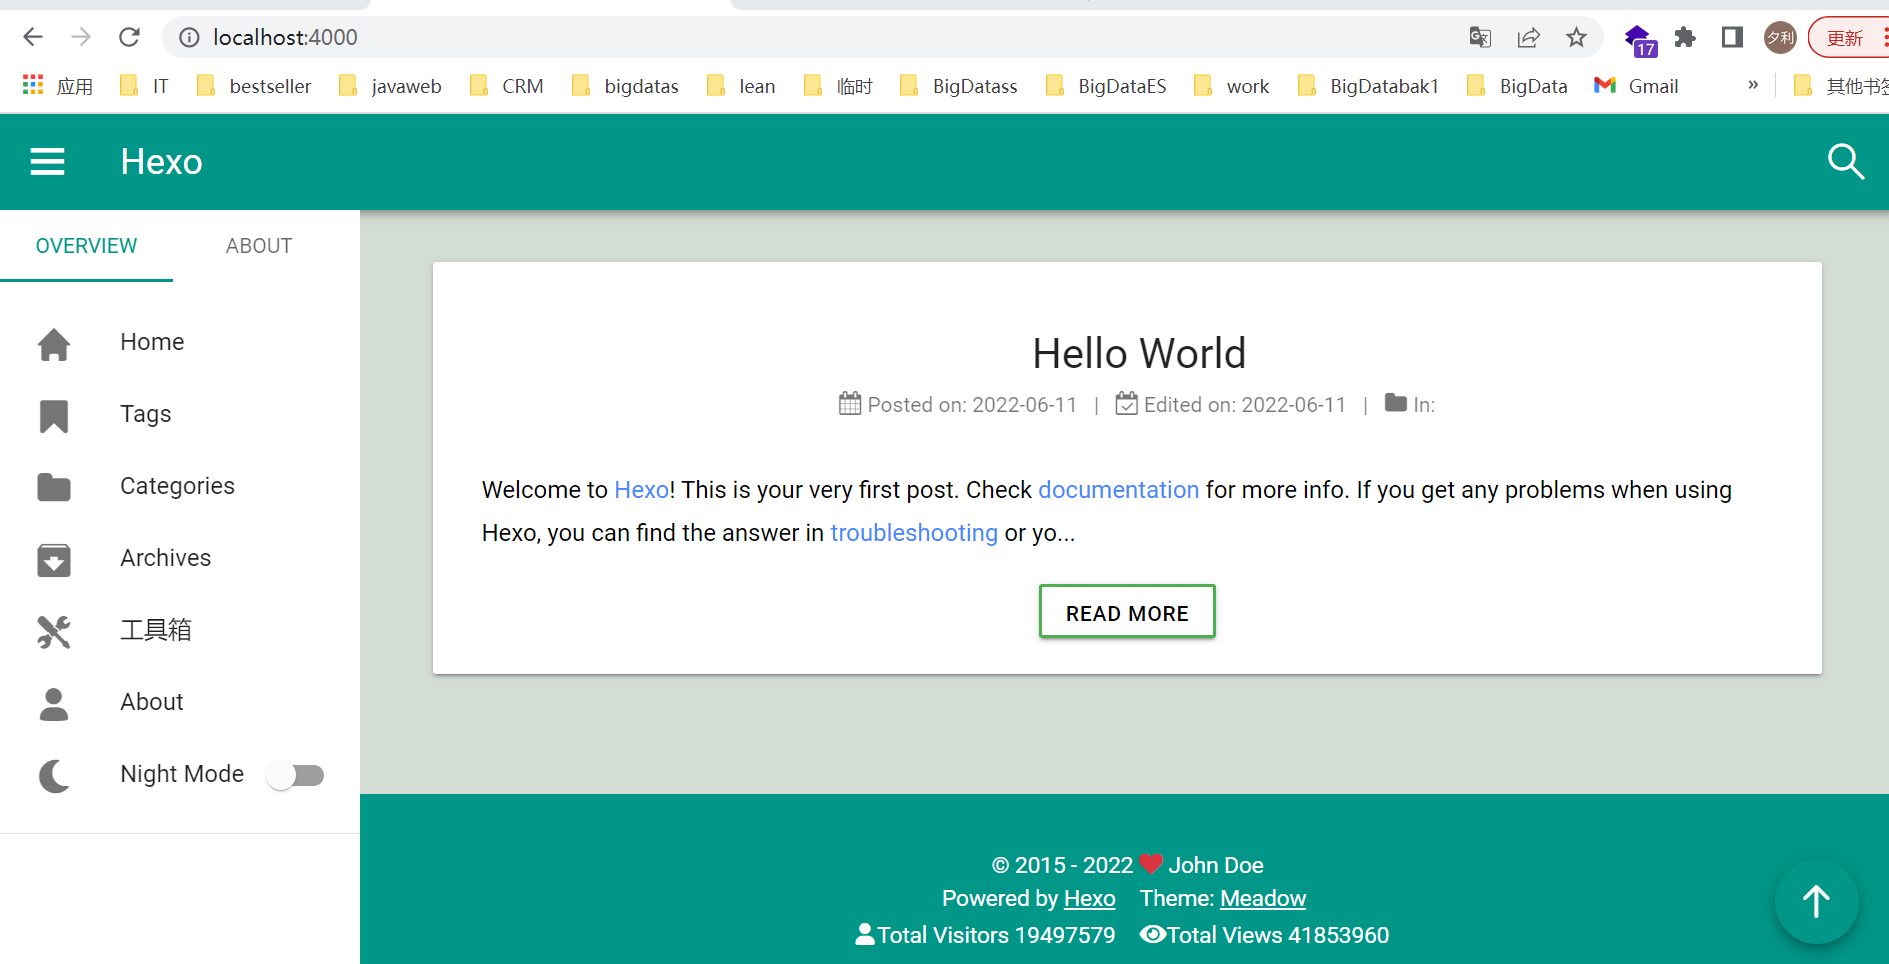 localhost:4000
17
夕利
更新
应用 IT bestseller javaweb CRM bigdatas lean 临时 BigDatass BigDataES work BigDatabak1 BigData Gmail » 其他书签
Hexo
OVERVIEW ABOUT
Home
Tags
Categories
Archives
工具箱
About
Night Mode
Hello World
Posted on: 2022-06-11 | Edited on: 2022-06-11 | In:
Welcome to Hexo! This is your very first post. Check documentation for more info. If you get any problems when using
Hexo, you can find the answer in troubleshooting or yo...
READ MORE
© 2015 - 2022 John Doe
Powered by Hexo Theme: Meadow
Total Visitors 19497579 Total Views 41853960